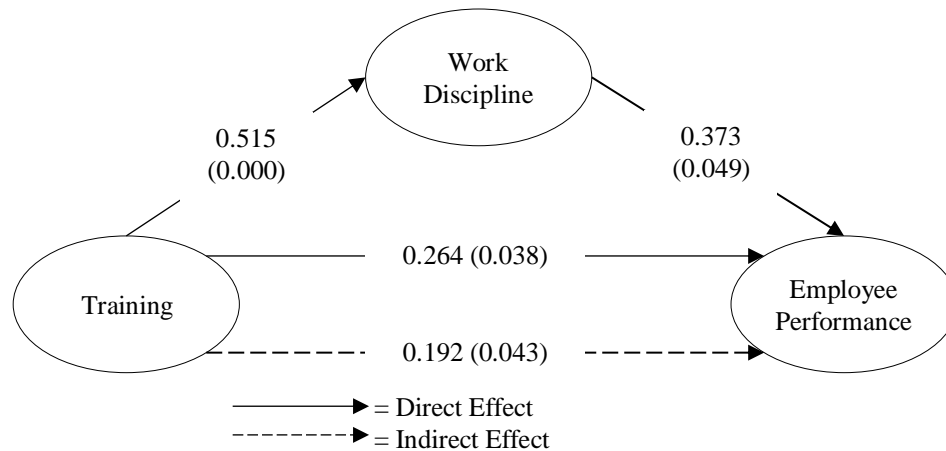 Work
Discipline
0.515
(0.000)
0.373
(0.049)
0.264 (0.038)
Training
Employee
Performance
0.192 (0.043)
= Direct Effect
= Indirect Effect